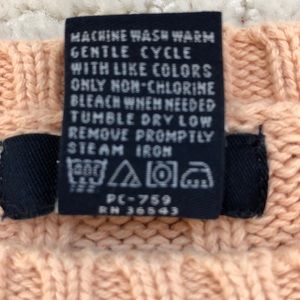 MACHINE WASH WARM
GENTLE CYCLE
WITH LIKE COLORS
ONLY NON-CHLORINE
BLEACH WHEN NEEDED
TUMBLE DRY LOW
REMOVE PROMPTLY
STEAM IRON
PC-759
RN 36543